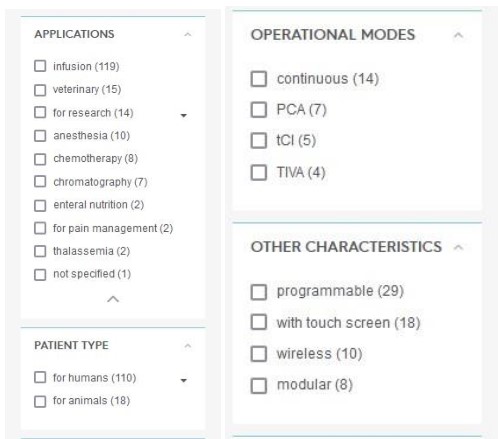 APPLICATIONS
infusion (119)
veterinary (15)
for research (14)
anesthesia (10)
chemotherapy (8)
chromatography (7)
enteral nutrition (2)
for pain management (2)
thalassemia (2)
not specified (1)
PATIENT TYPE
for humans (110)
for animals (18)
OPERATIONAL MODES
continuous (14)
PCA (7)
tCI (5)
TIVA (4)
OTHER CHARACTERISTICS
programmable (29)
with touch screen (18)
wireless (10)
modular (8)